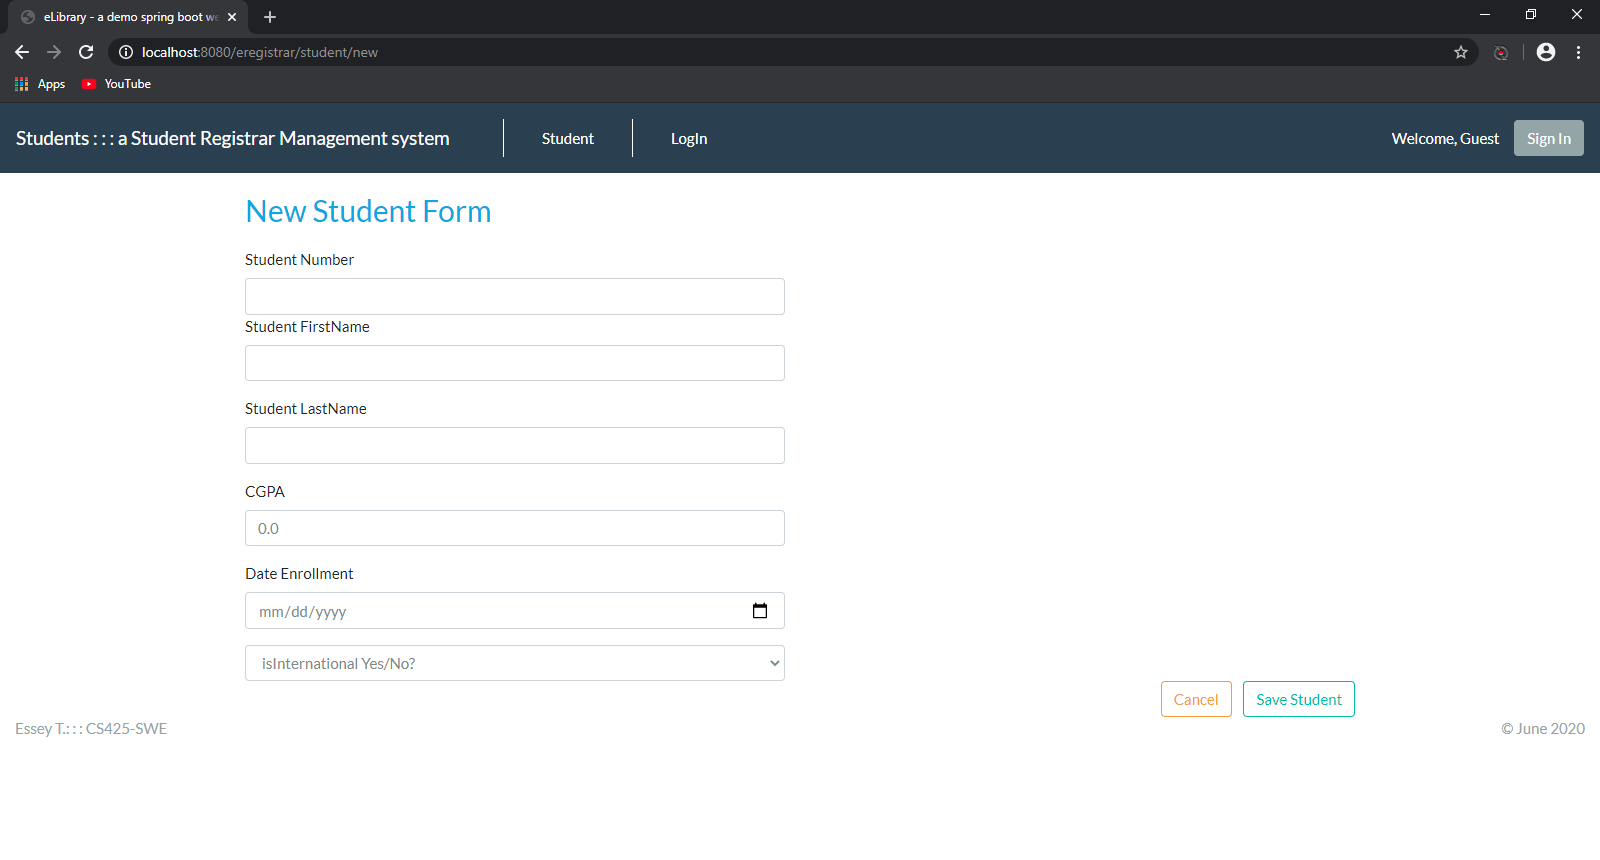 eLibrary - a demo spring boot we
localhost:8080/eregistrar/student/new
Apps YouTube
Students : : : a Student Registrar Management system Student LogIn Welcome, Guest Sign In
New Student Form
Student Number
Student FirstName
Student LastName
CGPA
0.0
Date Enrollment
mm/dd/yyyy
isInternational Yes/No?
Cancel Save Student
Essey T.: : : CS425-SWE © June 2020